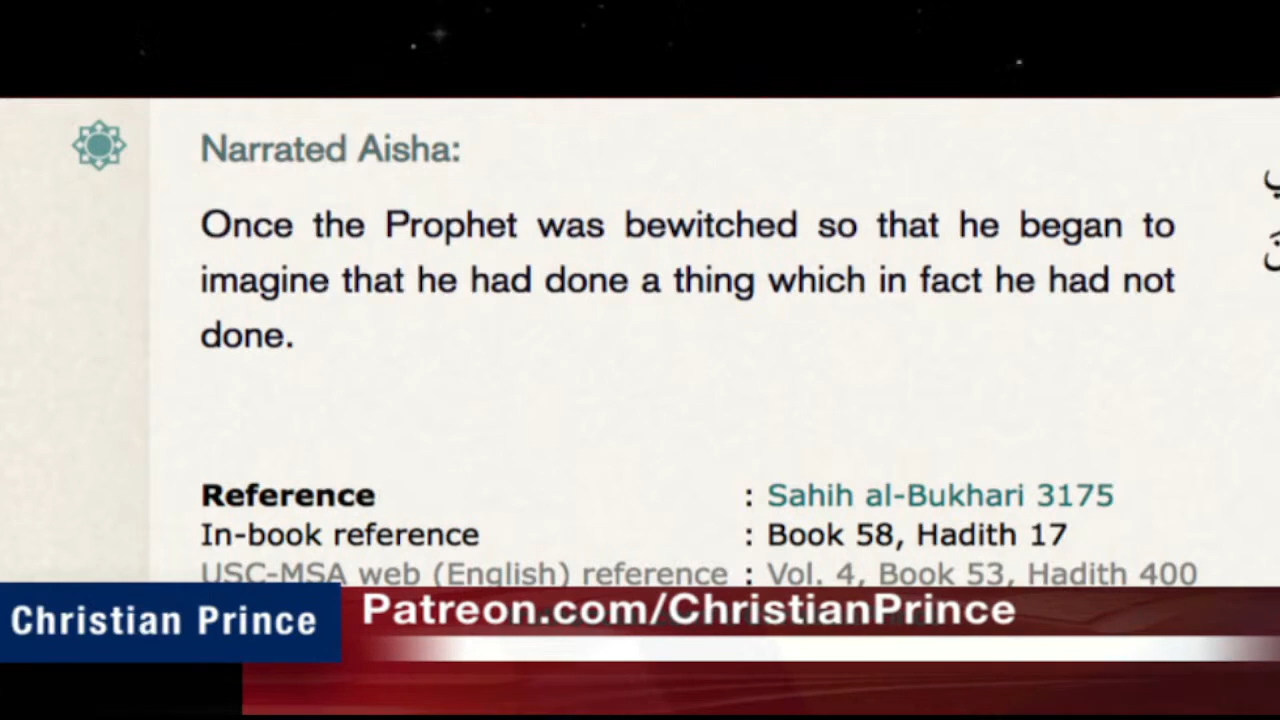 Narrated Aisha:
Once the Prophet was bewitched so that he began to
imagine that he had done a thing which in fact he had not
done.
Reference : Sahih al-Bukhari 3175
In-book reference : Book 58, Hadith 17
USC-MSA web (English) reference : Vol. 4, Book 53, Hadith 400
Christian Prince
Patreon.com/ChristianPrince